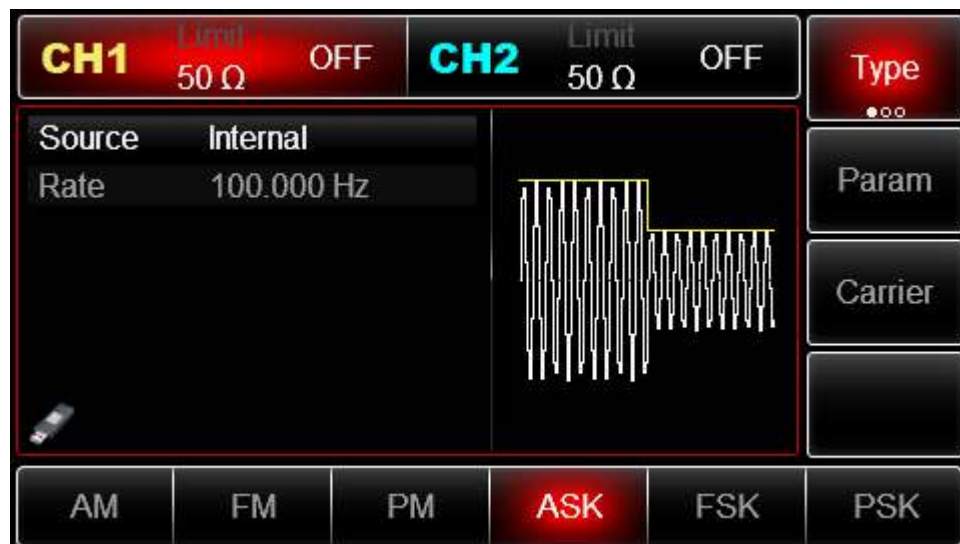 CH1 Limit 50 Ω OFF
CH2 Limit 50 Ω OFF
Type
Source Internal
Rate 100.000 Hz
Param
Carrier
AM FM PM ASK FSK PSK